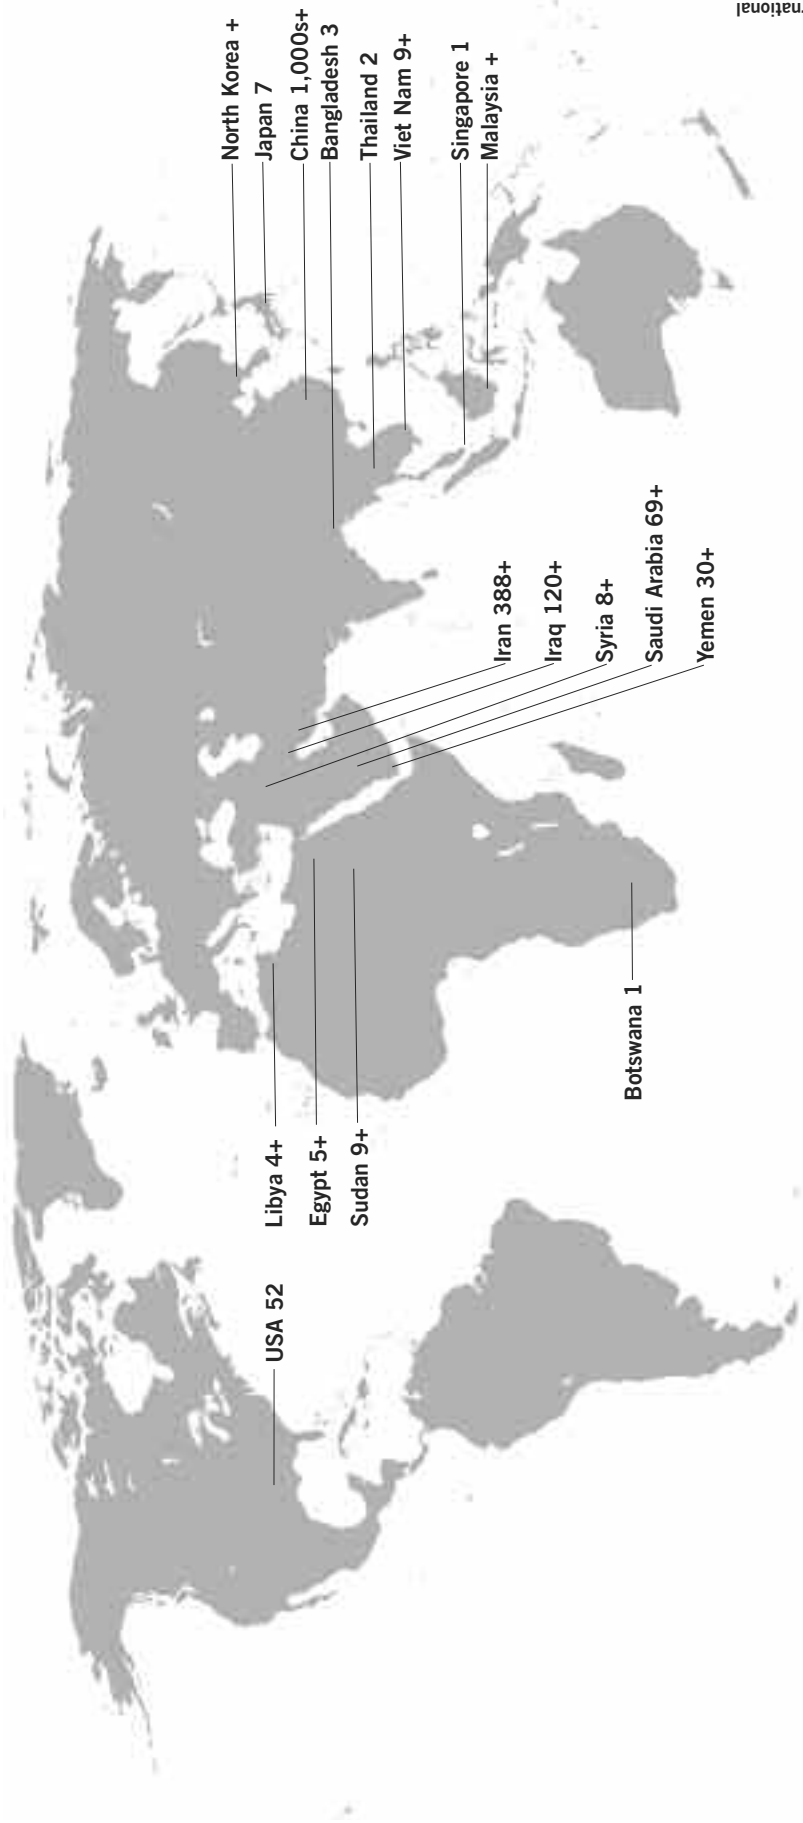 USA 52
Libya 4+
Egypt 5+
Sudan 9+
Botswana 1
Iran 388+
Iraq 120+
Syria 8+
Saudi Arabia 69+
Yemen 30+
North Korea +
Japan 7
China 1,000s+
Bangladesh 3
Thailand 2
Viet Nam 9+
Singapore 1
Malaysia +